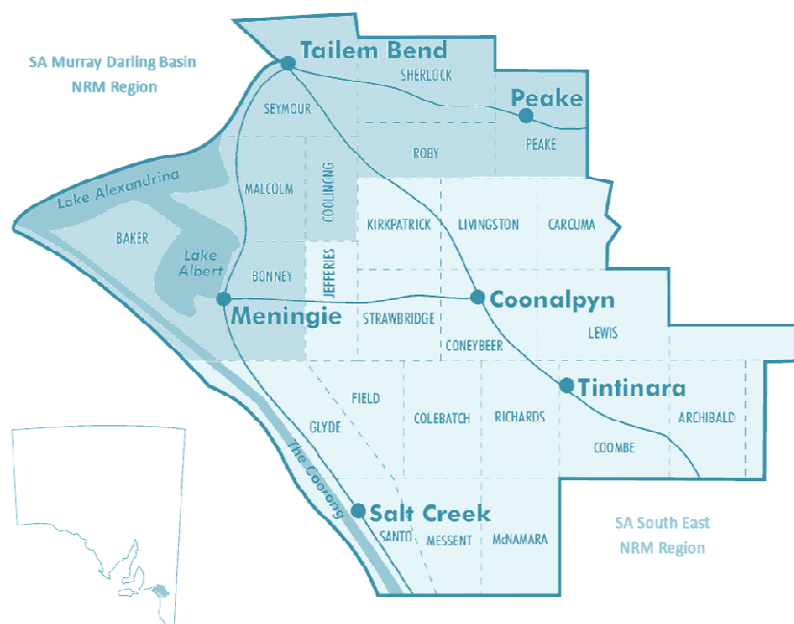 Tailem Bend
SA Murray Darling Basin
NRM Region
SHERLOCK
Peake
SEYMOUR
PEAKE
ROBY
Lake Alexandrina
MALCOLM
COOLINONG
KIRKPATRICK
LIVINGSTON
CARCUMA
BAKER
Lake
Albert
BONNEY
JEFFERIES
Coonalpyn
Meningie
STRAWBRIDGE
LEWIS
CONEYBEER
Tintinara
FIELD
COLEBATCH
RICHARDS
ARCHIBALD
GLYDE
COOMBE
The Coorong
Salt Creek
SANTO
MESSENT
McNAMARA
SA South East
NRM Region